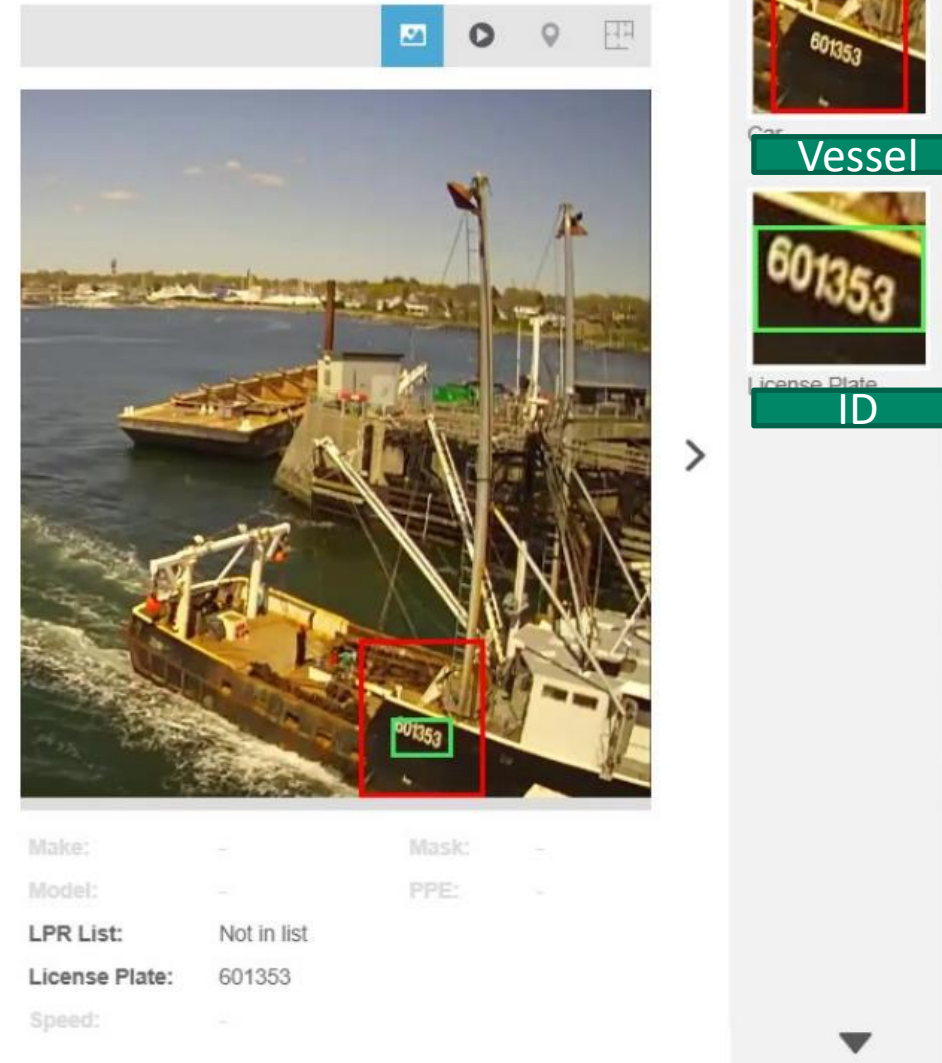 601353
Car
Vessel
601353
License Plate
ID
601353
Make: -
Mask: -
Model: -
PPE: -
LPR List: Not in list
License Plate: 601353
Speed: -